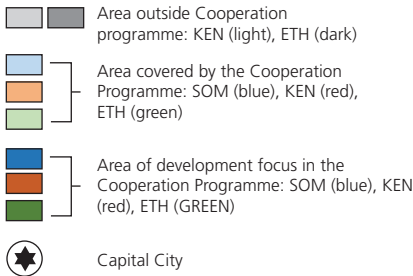 Area outside Cooperation
programme: KEN (light), ETH (dark)
Area covered by the Cooperation
Programme: SOM (blue), KEN (red),
ETH (green)
Area of development focus in the
Cooperation Programme: SOM (blue), KEN
(red), ETH (GREEN)
Capital City